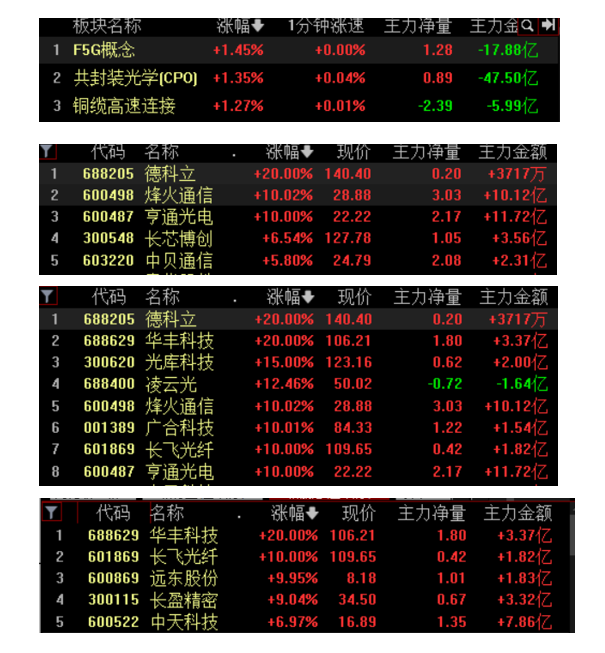 板块名称 涨幅 1分钟涨速 主力净量 主力金
1 F5G概念 +1.45% +0.00% 1.28 -17.88亿
2 共封装光学(CPO) +1.35% +0.04% 0.89 -47.50亿
3 铜缆高速连接 +1.27% +0.01% -2.39 -5.99亿
代码 名称 . 涨幅 现价 主力净量 主力金额
1 688205 德科立 +20.00% 140.40 0.20 +3717万
2 600498 烽火通信 +10.02% 28.88 3.03 +10.12亿
3 600487 亨通光电 +10.00% 22.22 2.17 +11.72亿
4 300548 长芯博创 +6.54% 127.78 1.05 +3.56亿
5 603220 中贝通信 +5.80% 24.79 2.08 +2.31亿
代码 名称 . 涨幅 现价 主力净量 主力金额
1 688205 德科立 +20.00% 140.40 0.20 +3717万
2 688629 华丰科技 +20.00% 106.21 1.80 +3.37亿
3 300620 光库科技 +15.00% 123.16 0.62 +2.00亿
4 688400 凌云光 +12.46% 50.02 -0.72 -1.64亿
5 600498 烽火通信 +10.02% 28.88 3.03 +10.12亿
6 001389 广合科技 +10.01% 84.33 1.22 +1.54亿
7 601869 长飞光纤 +10.00% 109.65 0.42 +1.82亿
8 600487 亨通光电 +10.00% 22.22 2.17 +11.72亿
代码 名称 . 涨幅 现价 主力净量 主力金额
1 688629 华丰科技 +20.00% 106.21 1.80 +3.37亿
2 601869 长飞光纤 +10.00% 109.65 0.42 +1.82亿
3 600869 远东股份 +9.95% 8.18 1.01 +1.83亿
4 300115 长盈精密 +9.04% 34.50 0.67 +3.32亿
5 600522 中天科技 +6.97% 16.89 1.35 +7.86亿